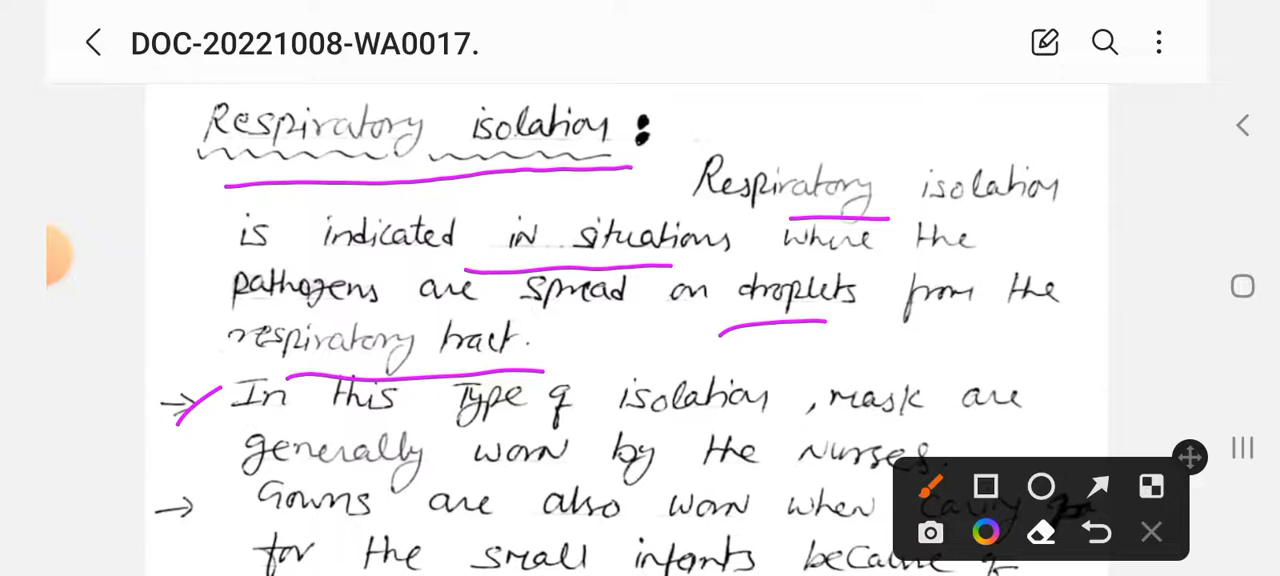 DOC-20221008-WA0017.
Respiratory isolation :
Respiratory isolation
is indicated in situations where the
pathogens are spread on droplets from the
respiratory tract.
→ In this Type of isolation, mask are
generally worn by the Nurses.
→ Gowns are also worn when
for the small infants because of